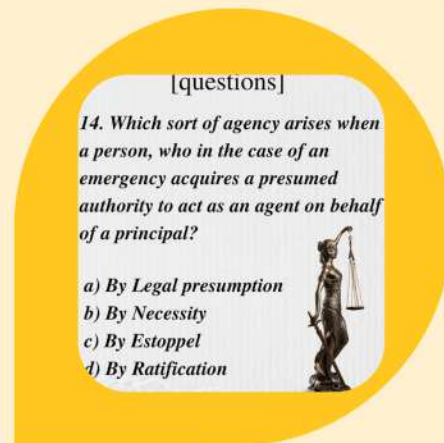 [questions]
14. Which sort of agency arises when
a person, who in the case of an
emergency acquires a presumed
authority to act as an agent on behalf
of a principal?
a) By Legal presumption
b) By Necessity
c) By Estoppel
d) By Ratification